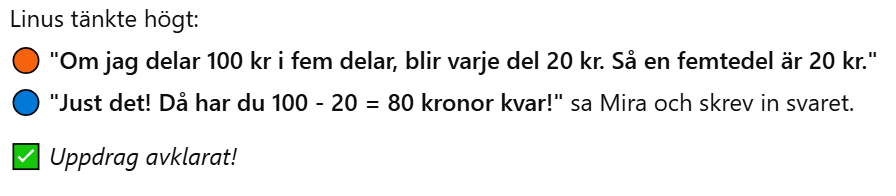 Linus tänkte högt:
🟠 "Om jag delar 100 kr i fem delar, blir varje del 20 kr. Så en femtedel är 20 kr."
🔵 "Just det! Då har du 100 - 20 = 80 kronor kvar!" sa Mira och skrev in svaret.
✅ Uppdrag avklarat!